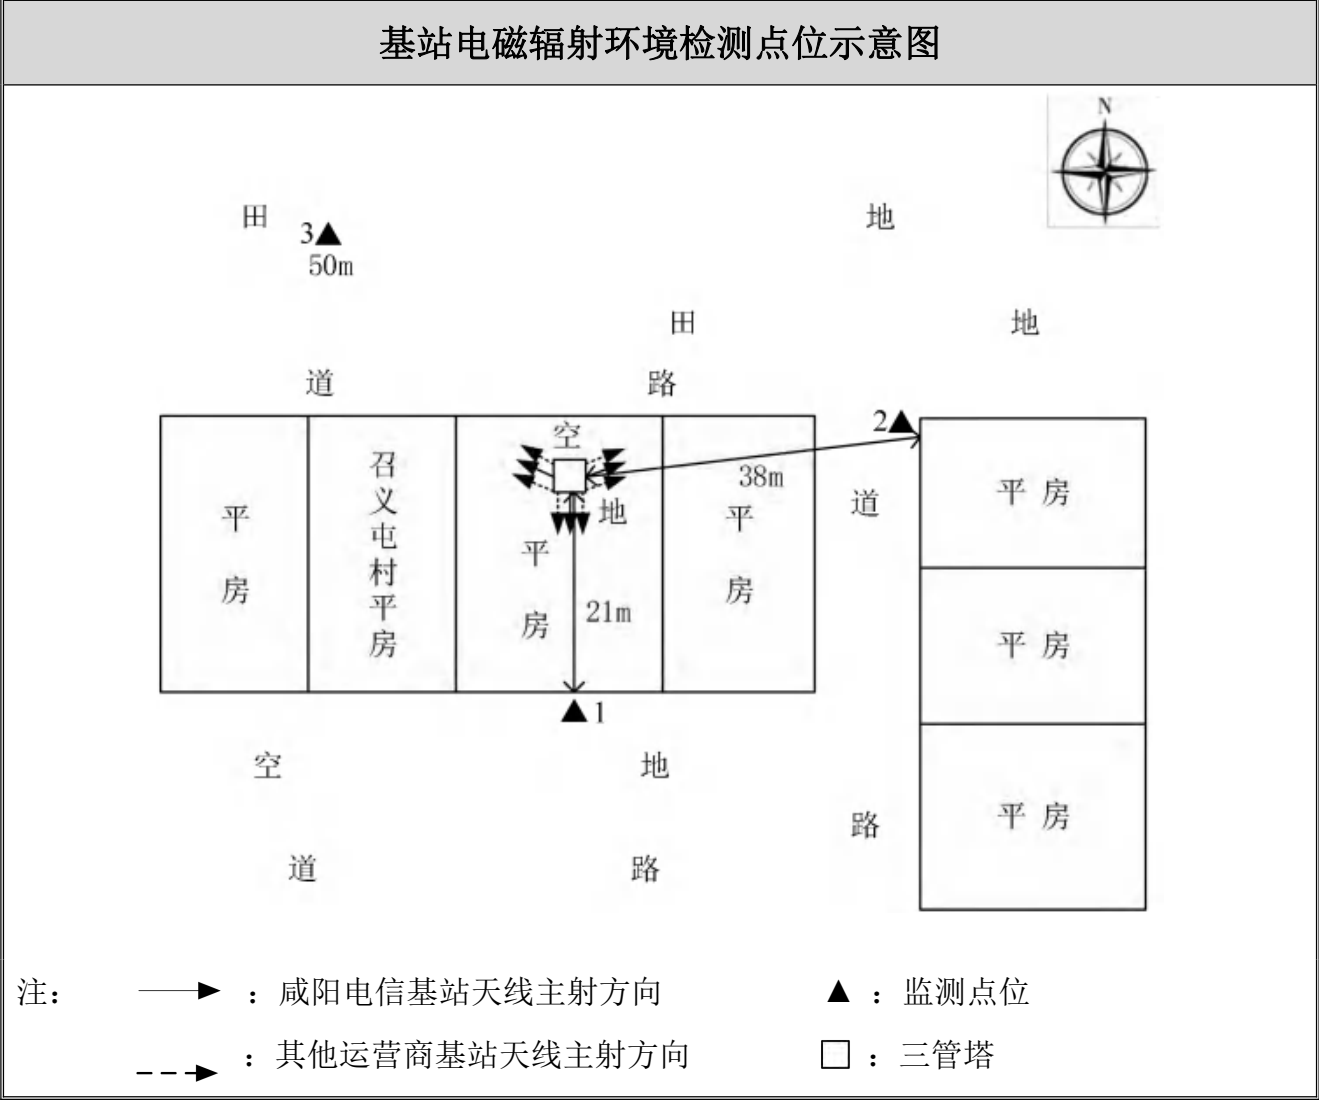 基站电磁辐射环境检测点位示意图
N
田
地
3▲
50m
田
地
道
路
空
2▲
召义屯村平房
38m
平房
地
平房
道
平房
平房
平房
21m
平房
▲1
空
地
平房
路
道
路
注：
：咸阳电信基站天线主射方向
▲：监测点位
：其他运营商基站天线主射方向
：三管塔